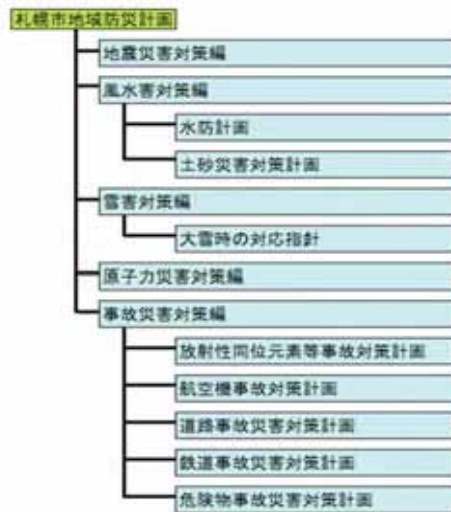 札幌市地域防災計画
地震災害対策編
風水害対策編
水防計画
土砂災害対策計画
雪害対策編
大雪時の対応指針
原子力災害対策編
事故災害対策編
放射性同位元素等事故対策計画
航空機事故対策計画
道路事故災害対策計画
鉄道事故災害対策計画
危険物事故災害対策計画